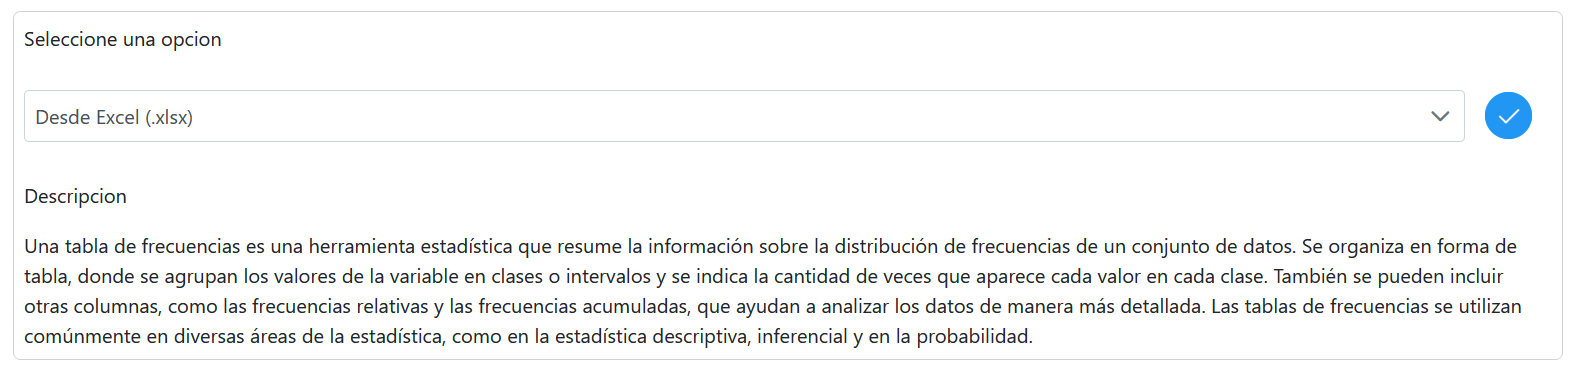 Seleccione una opcion
Desde Excel (.xlsx)
Descripcion
Una tabla de frecuencias es una herramienta estadística que resume la información sobre la distribución de frecuencias de un conjunto de datos. Se organiza en forma de
tabla, donde se agrupan los valores de la variable en clases o intervalos y se indica la cantidad de veces que aparece cada valor en cada clase. También se pueden incluir
otras columnas, como las frecuencias relativas y las frecuencias acumuladas, que ayudan a analizar los datos de manera más detallada. Las tablas de frecuencias se utilizan
comúnmente en diversas áreas de la estadística, como en la estadística descriptiva, inferencial y en la probabilidad.